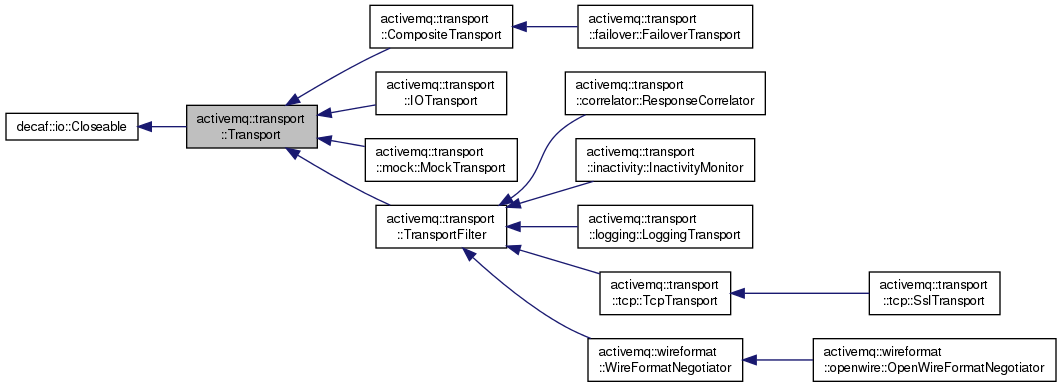 decaf::io::Closeable
activemq::transport
::Transport
activemq::transport
::CompositeTransport
activemq::transport
::failover::FailoverTransport
activemq::transport
::IOTransport
activemq::transport
::mock::MockTransport
activemq::transport
::TransportFilter
activemq::transport
::correlator::ResponseCorrelator
activemq::transport
::inactivity::InactivityMonitor
activemq::transport
::logging::LoggingTransport
activemq::transport
::tcp::TcpTransport
activemq::transport
::tcp::SslTransport
activemq::wireformat
::WireFormatNegotiator
activemq::wireformat
::openwire::OpenWireFormatNegotiator